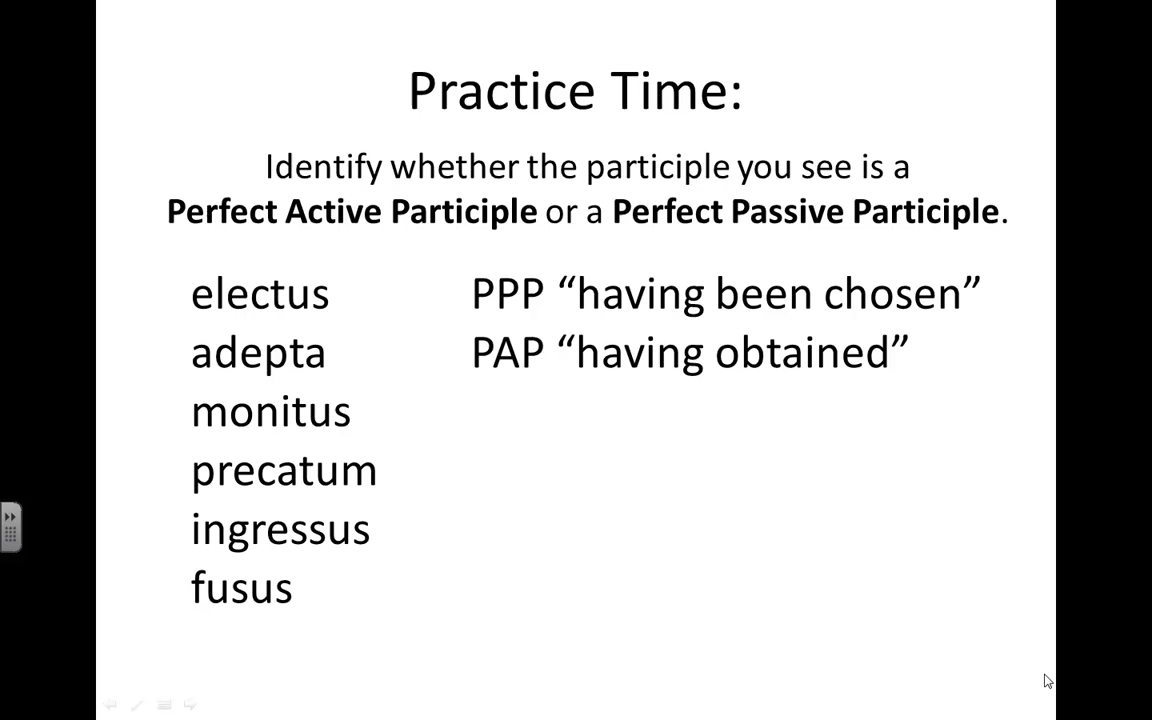 Practice Time:
Identify whether the participle you see is a
Perfect Active Participle or a Perfect Passive Participle.
electus PPP “having been chosen”
adepta PAP “having obtained”
monitus
precatum
ingressus
fusus